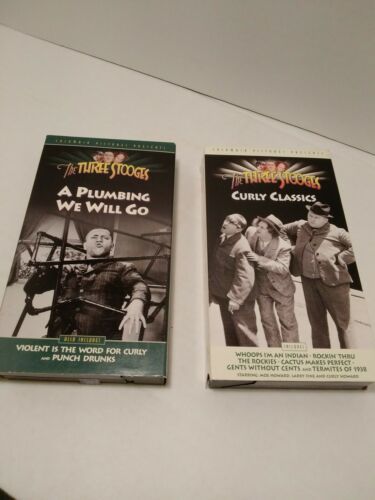 COLUMBIA PICTURES PRESENTS
The THREE STOOGES
A PLUMBING
WE WILL GO
ALSO INCLUDES
VIOLENT IS THE WORD FOR CURLY
AND PUNCH DRUNKS
COLUMBIA PICTURES PRESENTS
The THREE STOOGES
CURLY CLASSICS
INCLUDES
WHOOPS I'M AN INDIAN · ROCKIN' THRU
THE ROCKIES · CACTUS MAKES PERFECT ·
GENTS WITHOUT CENTS AND TERMITES OF 1938
STARRING: MOE HOWARD, LARRY FINE AND CURLY HOWARD